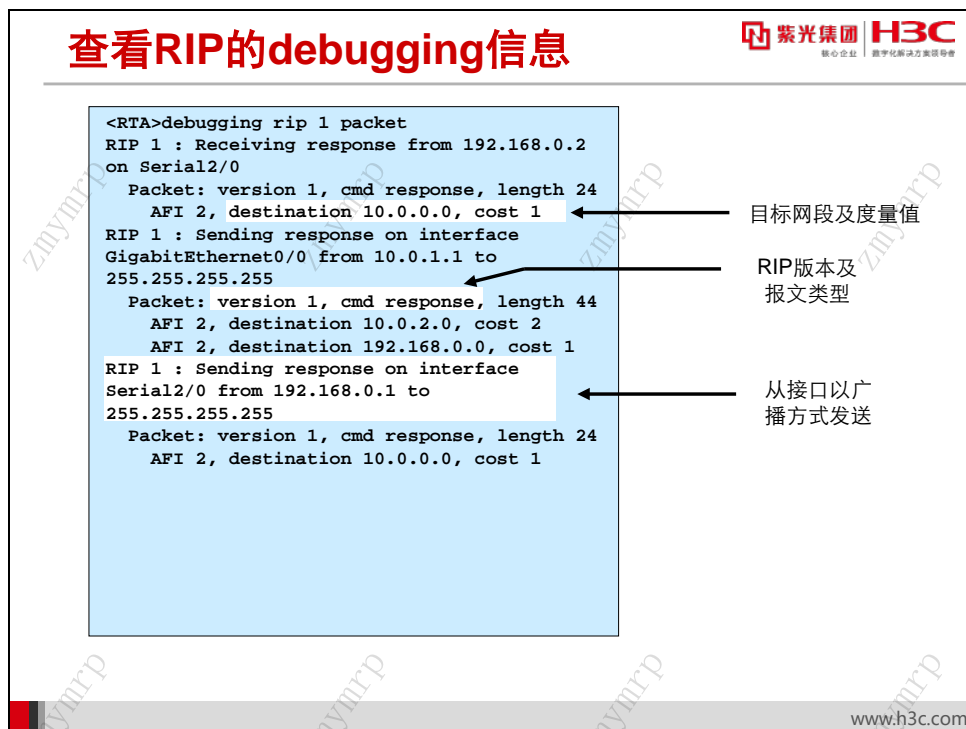 查看RIP的debugging信息
紫光集团 H3C
核心企业 数字化解决方案领导者
<RTA>debugging rip 1 packet
RIP 1 : Receiving response from 192.168.0.2
on Serial2/0
Packet: version 1, cmd response, length 24
AFI 2, destination 10.0.0.0, cost 1
目标网段及度量值
RIP 1 : Sending response on interface
GigabitEthernet0/0 from 10.0.1.1 to
255.255.255.255
RIP版本及
报文类型
Packet: version 1, cmd response, length 44
AFI 2, destination 10.0.2.0, cost 2
AFI 2, destination 192.168.0.0, cost 1
RIP 1 : Sending response on interface
Serial2/0 from 192.168.0.1 to
255.255.255.255
从接口以广
播方式发送
Packet: version 1, cmd response, length 24
AFI 2, destination 10.0.0.0, cost 1
zmymrp
zmymrp
zmymrp
zmymrp
zmymrp
zmymrp
zmymrp
zmymrp
www.h3c.com